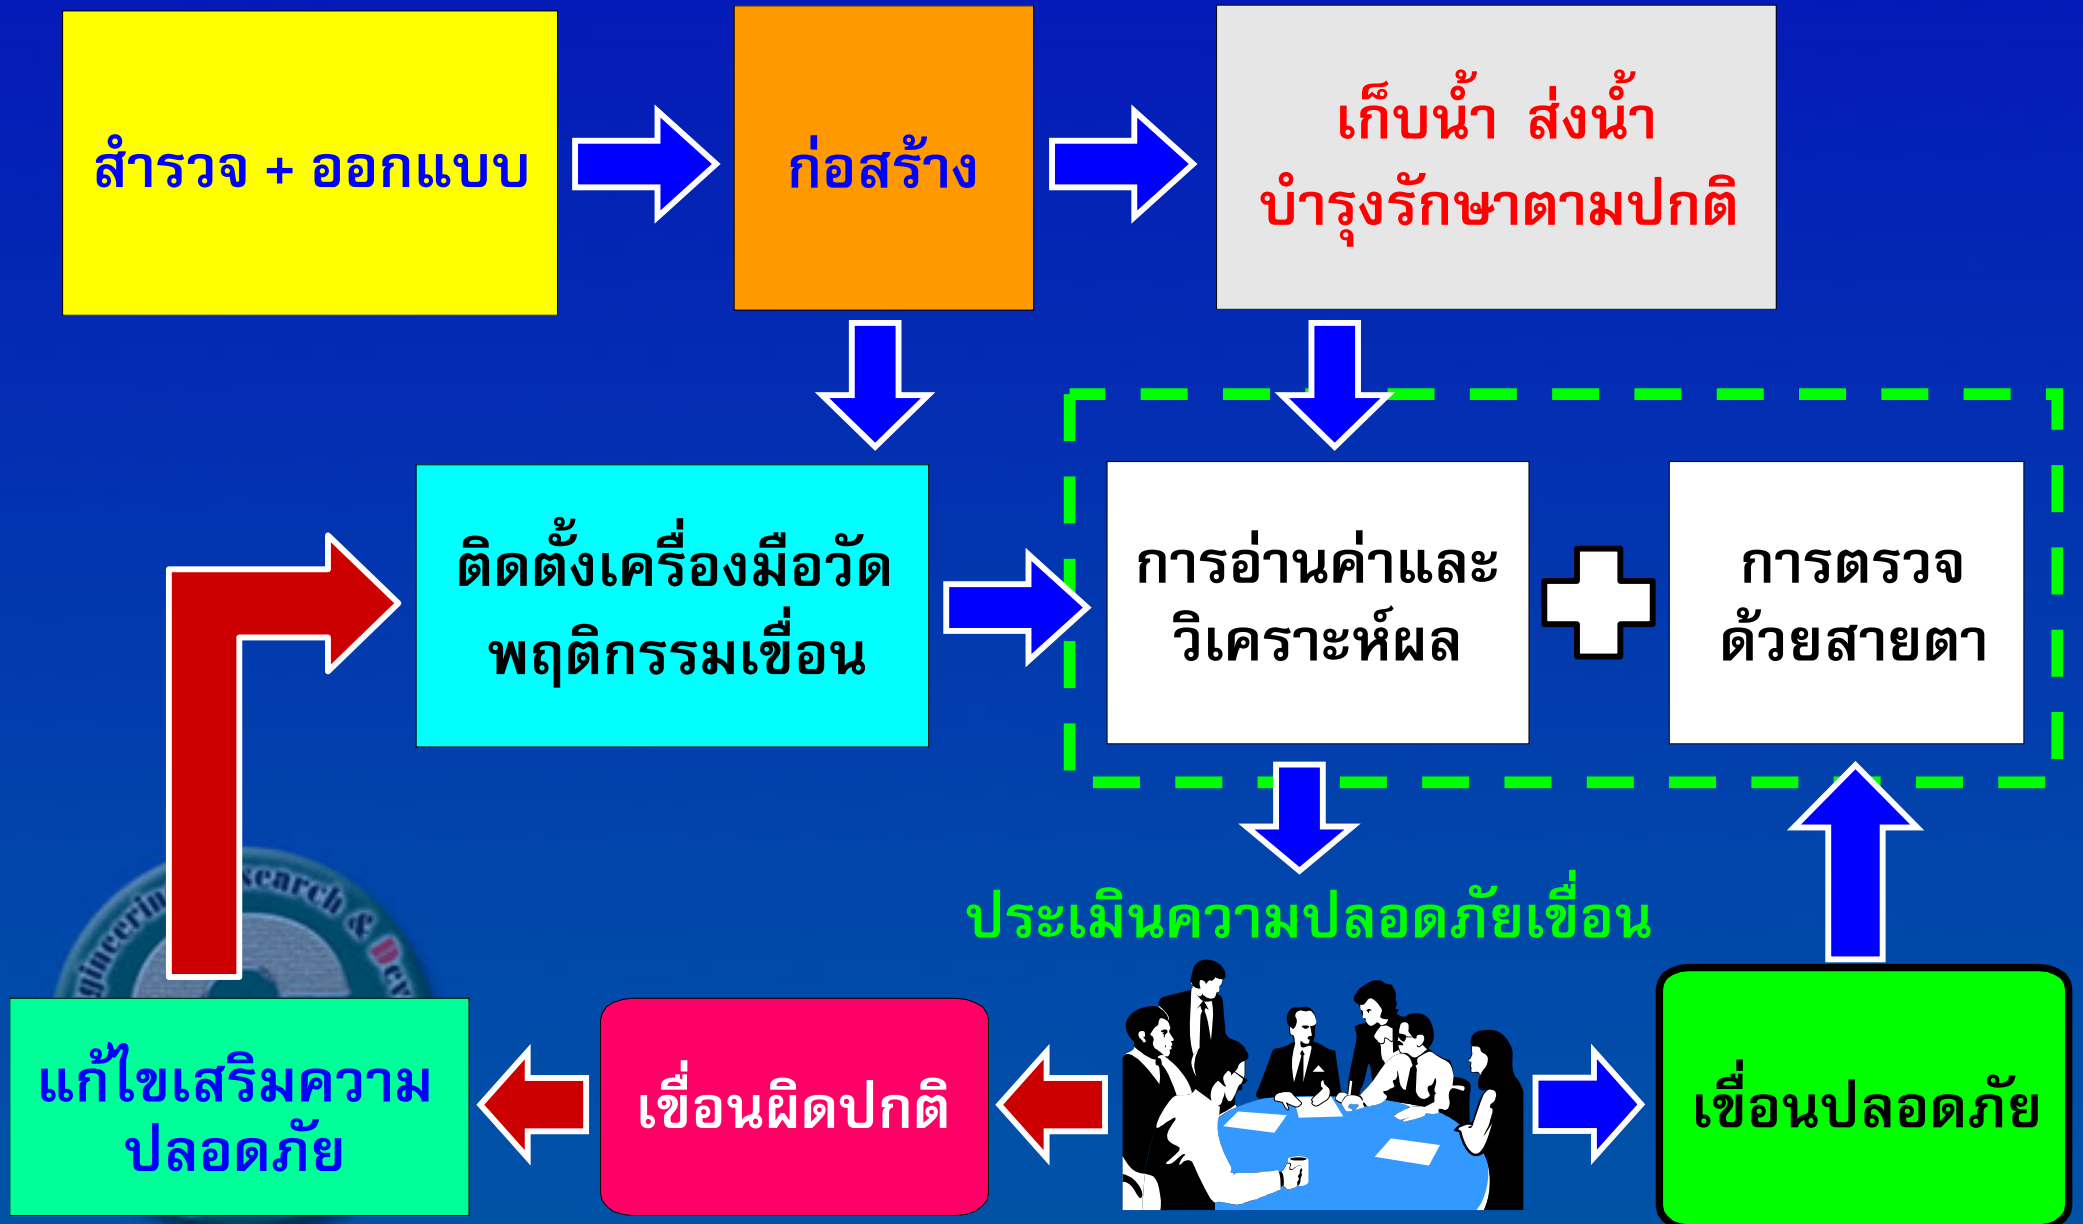 สำรวจ + ออกแบบ
ก่อสร้าง
เก็บน้ำ ส่งน้ำ
บำรุงรักษาตามปกติ
ติดตั้งเครื่องมือวัด
พฤติกรรมเขื่อน
การอ่านค่าและ
วิเคราะห์ผล
การตรวจ
ด้วยสายตา
ประเมินความปลอดภัยเขื่อน
แก้ไขเสริมความ
ปลอดภัย
เขื่อนผิดปกติ
เขื่อนปลอดภัย